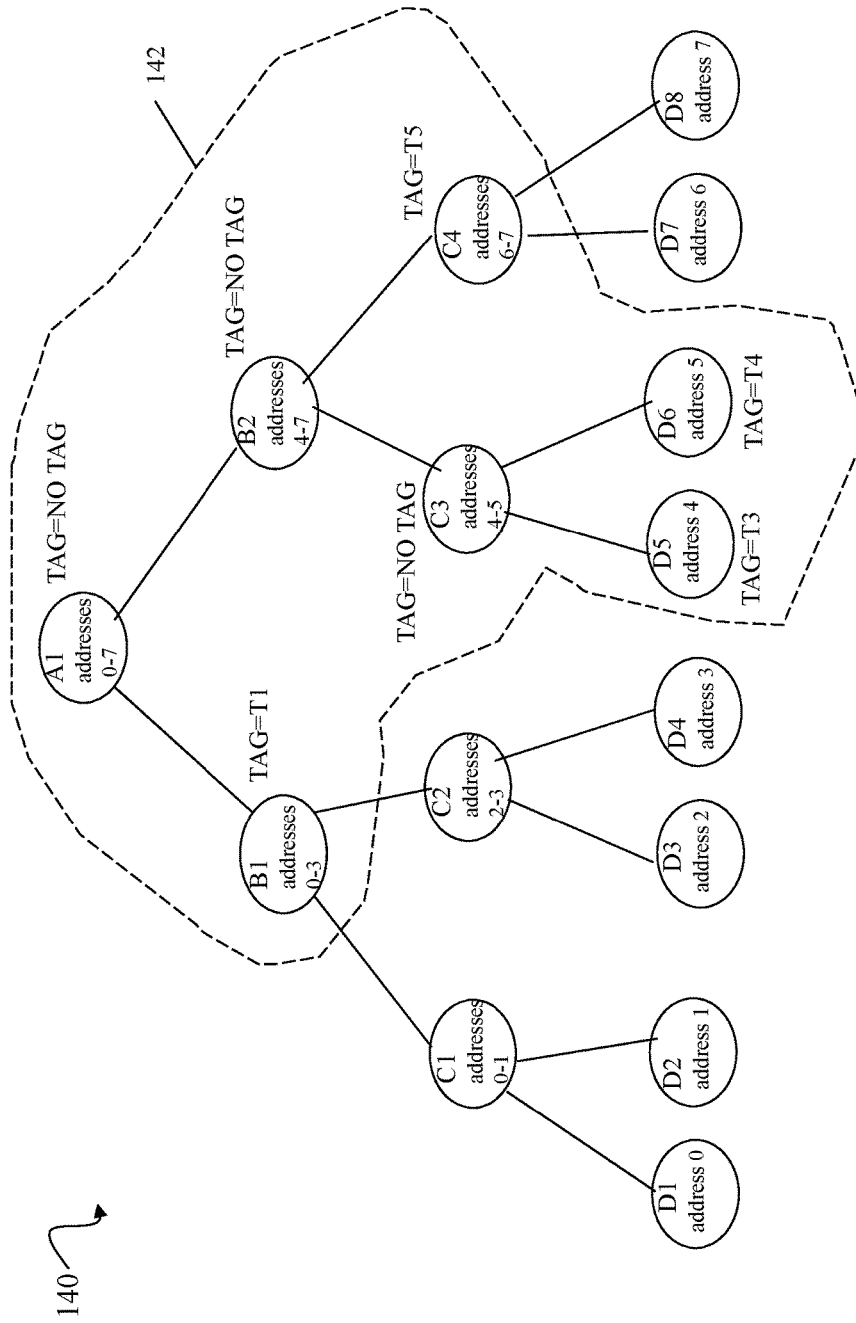 140
142
A1
addresses
0-7
TAG=NO TAG
B1
addresses
0-3
TAG=T1
B2
addresses
4-7
TAG=NO TAG
C1
addresses
0-1
C2
addresses
2-3
C3
addresses
4-5
TAG=NO TAG
C4
addresses
6-7
TAG=T5
D1
address 0
D2
address 1
D3
address 2
D4
address 3
D5
address 4
TAG=T3
D6
address 5
TAG=T4
D7
address 6
D8
address 7